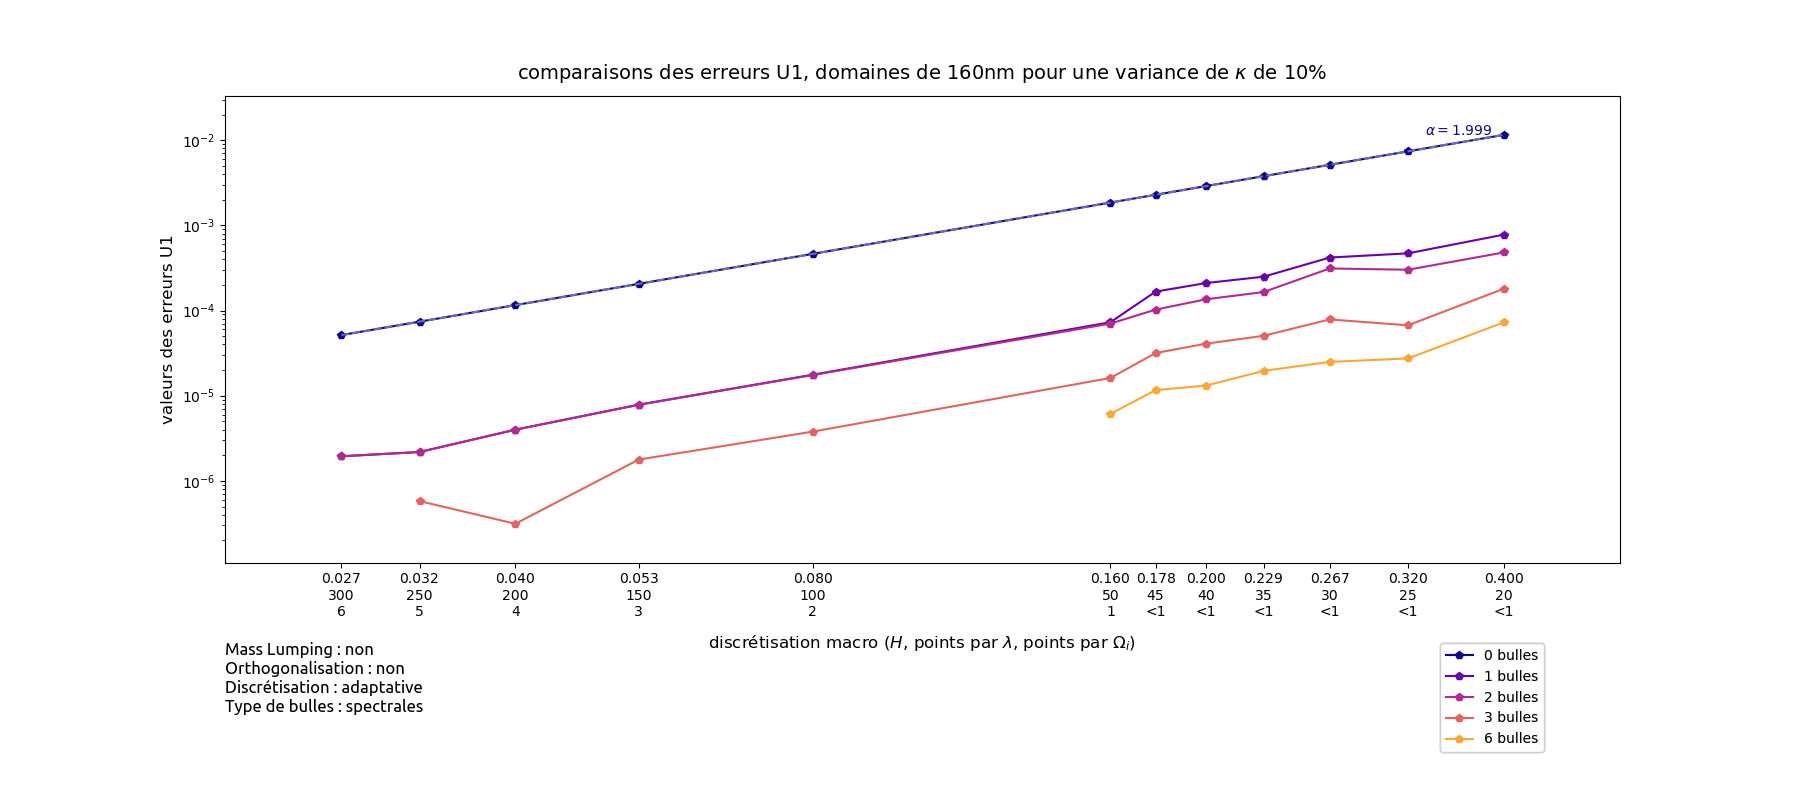 comparaisons des erreurs U1, domaines de 160nm pour une variance de κ de 10%
valeurs des erreurs U1
10⁻²
10⁻³
10⁻⁴
10⁻⁵
10⁻⁶
α = 1.999
0.027 0.032 0.040 0.053 0.080 0.160 0.178 0.200 0.229 0.267 0.320 0.400
300 250 200 150 100 50 45 40 35 30 25 20
6 5 4 3 2 1 <1 <1 <1 <1 <1 <1
discrétisation macro (H, points par λ, points par Ωᵢ)
Mass Lumping : non
Orthogonalisation : non
Discrétisation : adaptative
Type de bulles : spectrales
0 bulles
1 bulles
2 bulles
3 bulles
6 bulles